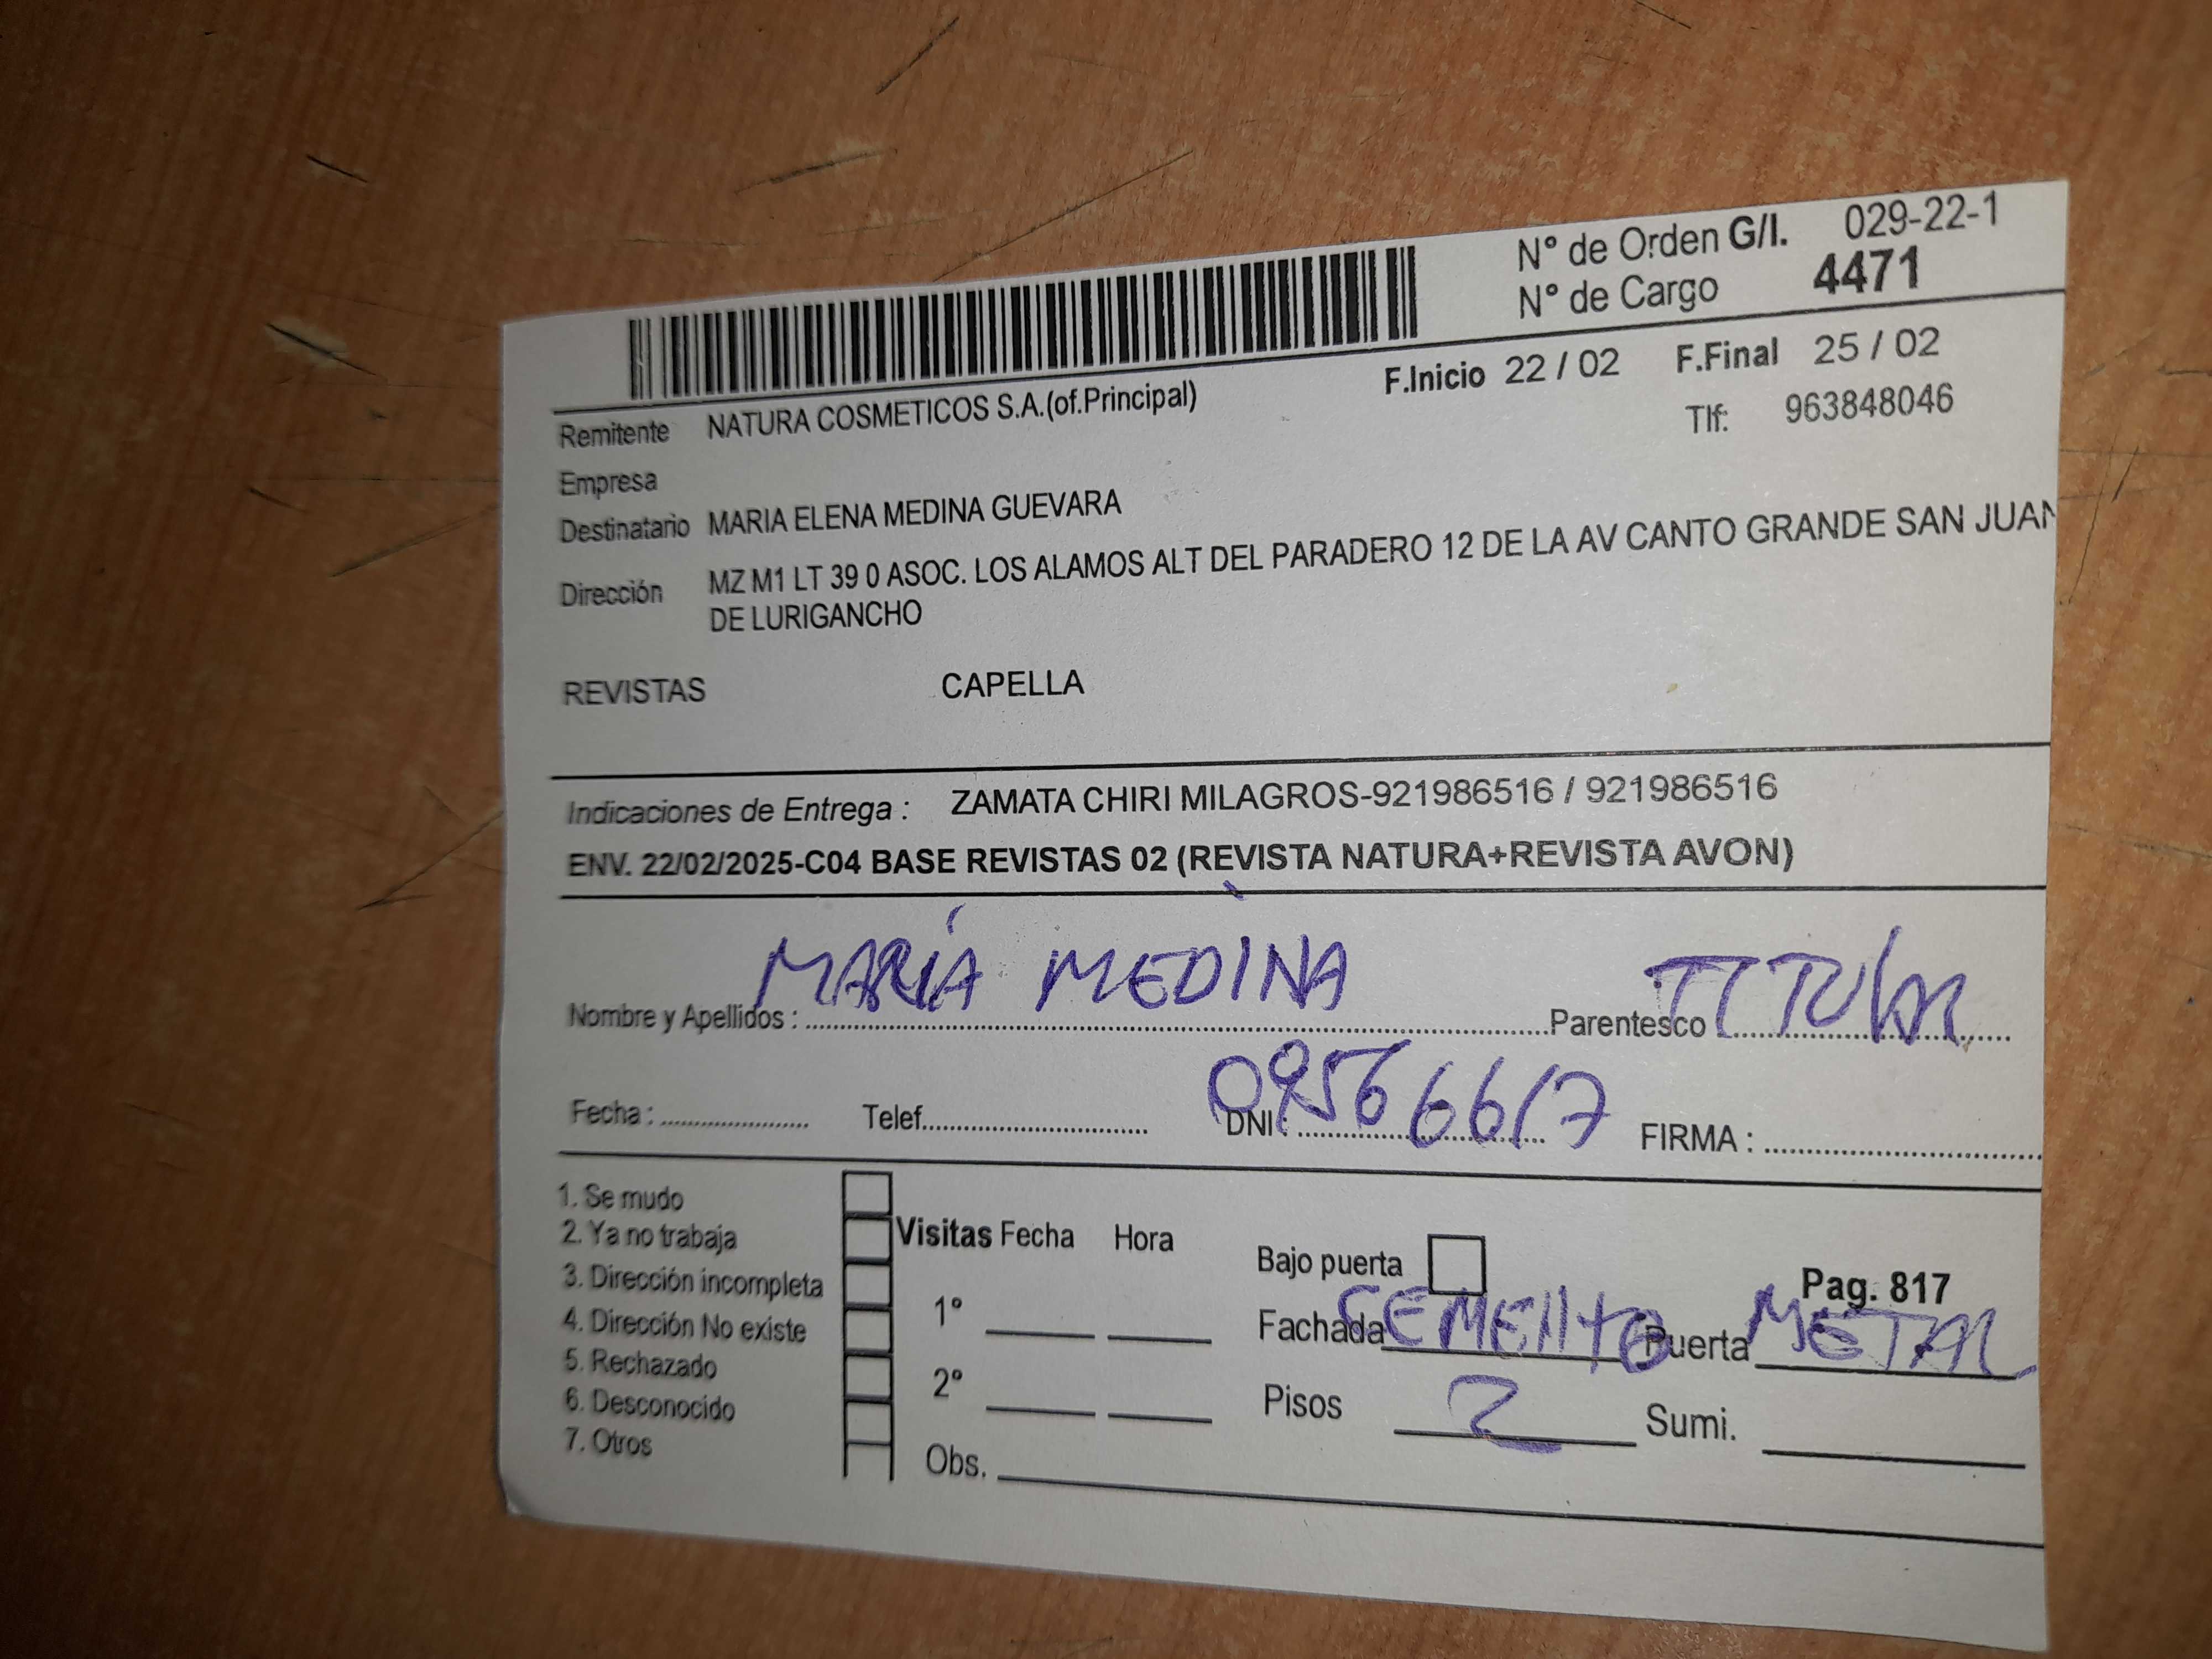 N° de Orden G/I. 029-22-1
N° de Cargo 4471
F.Inicio 22 / 02 F.Final 25 / 02
Remitente NATURA COSMETICOS S.A.(of.Principal) Tlf: 963848046
Empresa
Destinatario MARIA ELENA MEDINA GUEVARA
Dirección MZ M1 LT 39 0 ASOC. LOS ALAMOS ALT DEL PARADERO 12 DE LA AV CANTO GRANDE SAN JUAN
DE LURIGANCHO
REVISTAS CAPELLA
Indicaciones de Entrega : ZAMATA CHIRI MILAGROS-921986516 / 921986516
ENV. 22/02/2025-C04 BASE REVISTAS 02 (REVISTA NATURA+REVISTA AVON)
Nombre y Apellidos : MARÍA MEDINA Parentesco TITULAR
Fecha : Telef. DNI : 09566617 FIRMA :
1. Se mudo
2. Ya no trabaja
3. Dirección incompleta
4. Dirección No existe
5. Rechazado
6. Desconocido
7. Otros
Visitas Fecha Hora
1°
2°
Obs.
Bajo puerta Pag. 817
Fachada CEMENTO Puerta METAL
Pisos 2 Sumi.